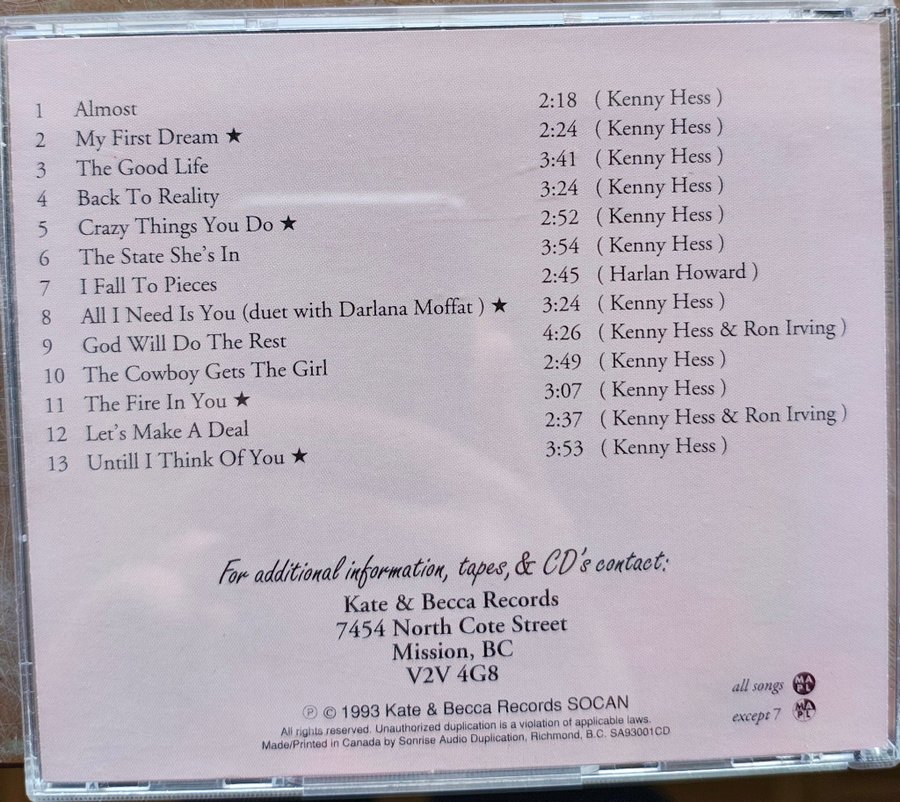 1 Almost 2:18 ( Kenny Hess )
2 My First Dream ★ 2:24 ( Kenny Hess )
3 The Good Life 3:41 ( Kenny Hess )
4 Back To Reality 3:24 ( Kenny Hess )
5 Crazy Things You Do ★ 2:52 ( Kenny Hess )
6 The State She's In 3:54 ( Kenny Hess )
7 I Fall To Pieces 2:45 ( Harlan Howard )
8 All I Need Is You (duet with Darlana Moffat ) ★ 3:24 ( Kenny Hess )
9 God Will Do The Rest 4:26 ( Kenny Hess & Ron Irving )
10 The Cowboy Gets The Girl 2:49 ( Kenny Hess )
11 The Fire In You ★ 3:07 ( Kenny Hess )
12 Let's Make A Deal 2:37 ( Kenny Hess & Ron Irving )
13 Untill I Think Of You ★ 3:53 ( Kenny Hess )
For additional information, tapes, & CD's contact:
Kate & Becca Records
7454 North Cote Street
Mission, BC
V2V 4G8
℗ © 1993 Kate & Becca Records SOCAN
All rights reserved. Unauthorized duplication is a violation of applicable laws.
Made/Printed in Canada by Sonrise Audio Duplication, Richmond, B.C. SA93001CD
all songs MAPL
except 7 MAPL